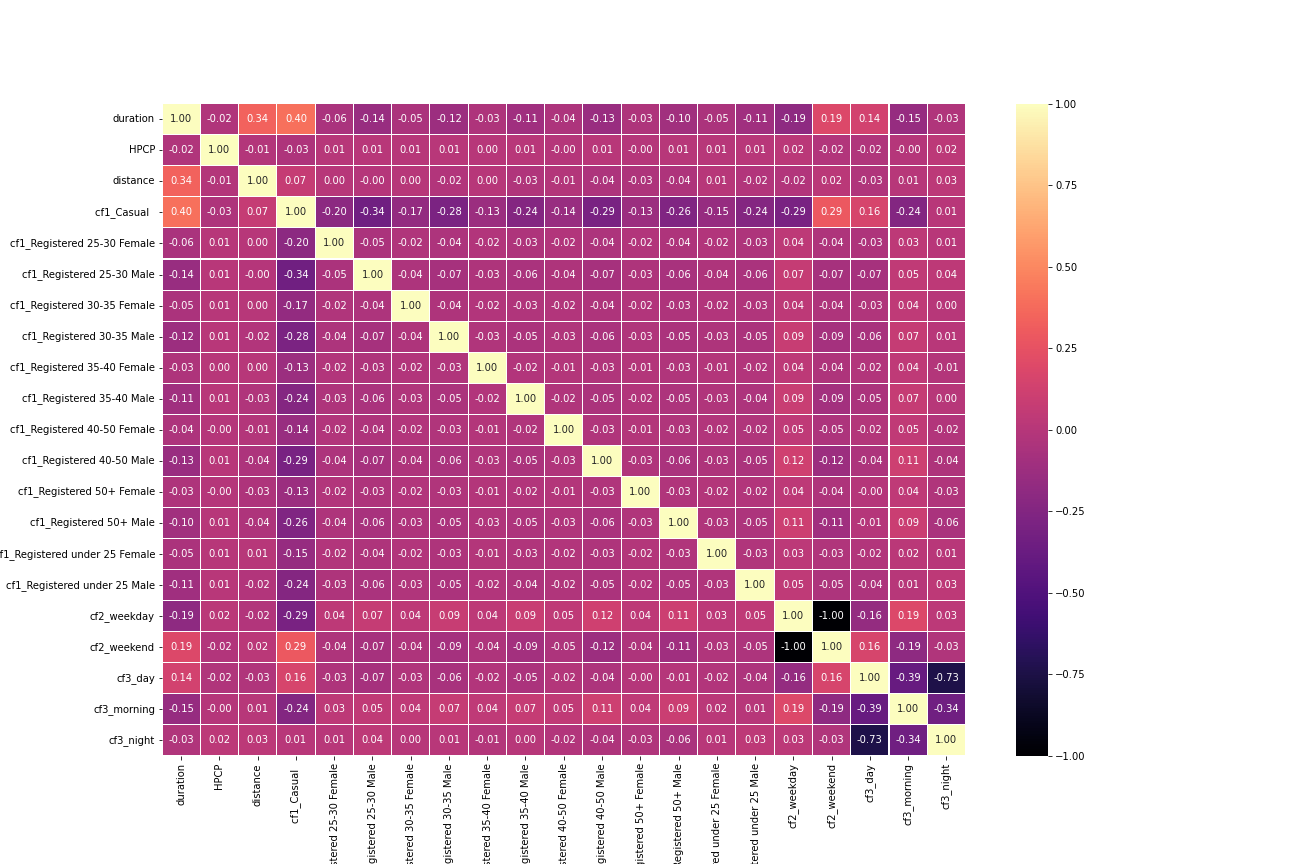 duration 1.00 -0.02 0.34 0.40 -0.06 -0.14 -0.05 -0.12 -0.03 -0.11 -0.04 -0.13 -0.03 -0.10 -0.05 -0.11 -0.19 0.19 0.14 -0.15 -0.03
HPCP -0.02 1.00 -0.01 -0.03 0.01 0.01 0.01 0.01 0.00 0.01 -0.00 0.01 -0.00 0.01 0.01 0.01 0.02 -0.02 -0.02 -0.00 0.02
distance 0.34 -0.01 1.00 0.07 0.00 -0.00 0.00 -0.02 0.00 -0.03 -0.01 -0.04 -0.03 -0.04 0.01 -0.02 -0.02 0.02 -0.03 0.01 0.03
cf1_Casual 0.40 -0.03 0.07 1.00 -0.20 -0.34 -0.17 -0.28 -0.13 -0.24 -0.14 -0.29 -0.13 -0.26 -0.15 -0.24 -0.29 0.29 0.16 -0.24 0.01
cf1_Registered 25-30 Female -0.06 0.01 0.00 -0.20 1.00 -0.05 -0.02 -0.04 -0.02 -0.03 -0.02 -0.04 -0.02 -0.04 -0.02 -0.03 0.04 -0.04 -0.03 0.03 0.01
cf1_Registered 25-30 Male -0.14 0.01 -0.00 -0.34 -0.05 1.00 -0.04 -0.07 -0.03 -0.06 -0.04 -0.07 -0.03 -0.06 -0.04 -0.06 0.07 -0.07 -0.07 0.05 0.04
cf1_Registered 30-35 Female -0.05 0.01 0.00 -0.17 -0.02 -0.04 1.00 -0.04 -0.02 -0.03 -0.02 -0.04 -0.02 -0.03 -0.02 -0.03 0.04 -0.04 -0.03 0.04 0.00
cf1_Registered 30-35 Male -0.12 0.01 -0.02 -0.28 -0.04 -0.07 -0.04 1.00 -0.03 -0.05 -0.03 -0.06 -0.03 -0.05 -0.03 -0.05 0.09 -0.09 -0.06 0.07 0.01
cf1_Registered 35-40 Female -0.03 0.00 0.00 -0.13 -0.02 -0.03 -0.02 -0.03 1.00 -0.02 -0.01 -0.03 -0.01 -0.03 -0.01 -0.02 0.04 -0.04 -0.02 0.04 -0.01
cf1_Registered 35-40 Male -0.11 0.01 -0.03 -0.24 -0.03 -0.06 -0.03 -0.05 -0.02 1.00 -0.02 -0.05 -0.02 -0.05 -0.03 -0.04 0.09 -0.09 -0.05 0.07 0.00
cf1_Registered 40-50 Female -0.04 -0.00 -0.01 -0.14 -0.02 -0.04 -0.02 -0.03 -0.01 -0.02 1.00 -0.03 -0.01 -0.03 -0.02 -0.02 0.05 -0.05 -0.02 0.05 -0.02
cf1_Registered 40-50 Male -0.13 0.01 -0.04 -0.29 -0.04 -0.07 -0.04 -0.06 -0.03 -0.05 -0.03 1.00 -0.03 -0.06 -0.03 -0.05 0.12 -0.12 -0.04 0.11 -0.04
cf1_Registered 50+ Female -0.03 -0.00 -0.03 -0.13 -0.02 -0.03 -0.02 -0.03 -0.01 -0.02 -0.01 -0.03 1.00 -0.03 -0.02 -0.02 0.04 -0.04 -0.00 0.04 -0.03
cf1_Registered 50+ Male -0.10 0.01 -0.04 -0.26 -0.04 -0.06 -0.03 -0.05 -0.03 -0.05 -0.03 -0.06 -0.03 1.00 -0.03 -0.05 0.11 -0.11 -0.01 0.09 -0.06
f1_Registered under 25 Female -0.05 0.01 0.01 -0.15 -0.02 -0.04 -0.02 -0.03 -0.01 -0.03 -0.02 -0.03 -0.02 -0.03 1.00 -0.03 0.03 -0.03 -0.02 0.02 0.01
cf1_Registered under 25 Male -0.11 0.01 -0.02 -0.24 -0.03 -0.06 -0.03 -0.05 -0.02 -0.04 -0.02 -0.05 -0.02 -0.05 -0.03 1.00 0.05 -0.05 -0.04 0.01 0.03
cf2_weekday -0.19 0.02 -0.02 -0.29 0.04 0.07 0.04 0.09 0.04 0.09 0.05 0.12 0.04 0.11 0.03 0.05 1.00 -1.00 -0.16 0.19 0.03
cf2_weekend 0.19 -0.02 0.02 0.29 -0.04 -0.07 -0.04 -0.09 -0.04 -0.09 -0.05 -0.12 -0.04 -0.11 -0.03 -0.05 -1.00 1.00 0.16 -0.19 -0.03
cf3_day 0.14 -0.02 -0.03 0.16 -0.03 -0.07 -0.03 -0.06 -0.02 -0.05 -0.02 -0.04 -0.00 -0.01 -0.02 -0.04 -0.16 0.16 1.00 -0.39 -0.73
cf3_morning -0.15 -0.00 0.01 -0.24 0.03 0.05 0.04 0.07 0.04 0.07 0.05 0.11 0.04 0.09 0.02 0.01 0.19 -0.19 -0.39 1.00 -0.34
cf3_night -0.03 0.02 0.03 0.01 0.01 0.04 0.00 0.01 -0.01 0.00 -0.02 -0.04 -0.03 -0.06 0.01 0.03 0.03 -0.03 -0.73 -0.34 1.00
duration
HPCP
distance
cf1_Casual
stered 25-30 Female
gistered 25-30 Male
stered 30-35 Female
gistered 30-35 Male
stered 35-40 Female
gistered 35-40 Male
stered 40-50 Female
gistered 40-50 Male
gistered 50+ Female
Registered 50+ Male
ed under 25 Female
tered under 25 Male
cf2_weekday
cf2_weekend
cf3_day
cf3_morning
cf3_night
1.00
0.75
0.50
0.25
0.00
−0.25
−0.50
−0.75
−1.00